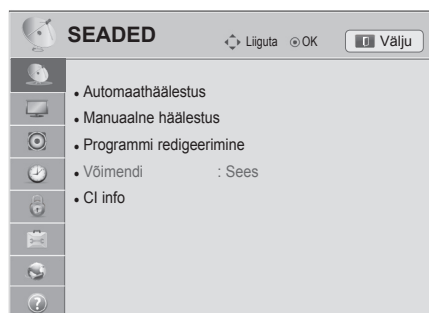 SEADED Liiguta OK Välju
Automaathäälestus
Manuaalne häälestus
Programmi redigeerimine
Võimendi : Sees
CI info